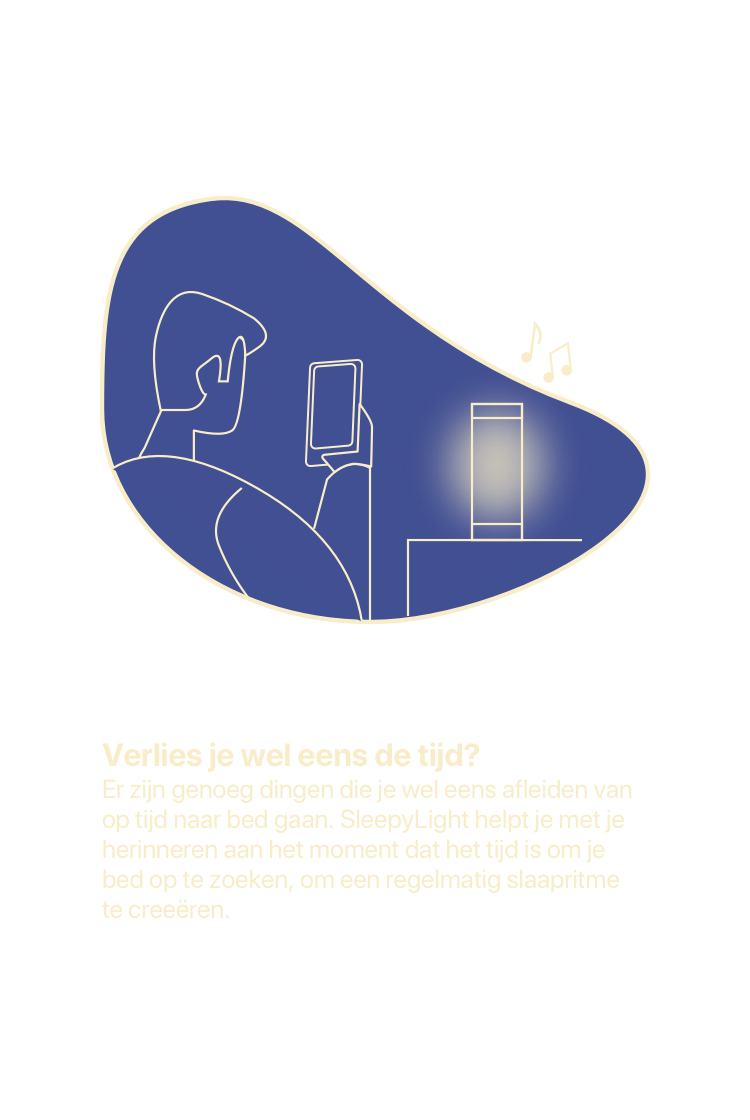 Verlies je wel eens de tijd?
Er zijn genoeg dingen die je wel eens afleiden van
op tijd naar bed gaan. SleepyLight helpt je met je
herinneren aan het moment dat het tijd is om je
bed op te zoeken, om een regelmatig slaapritme
te creeëren.